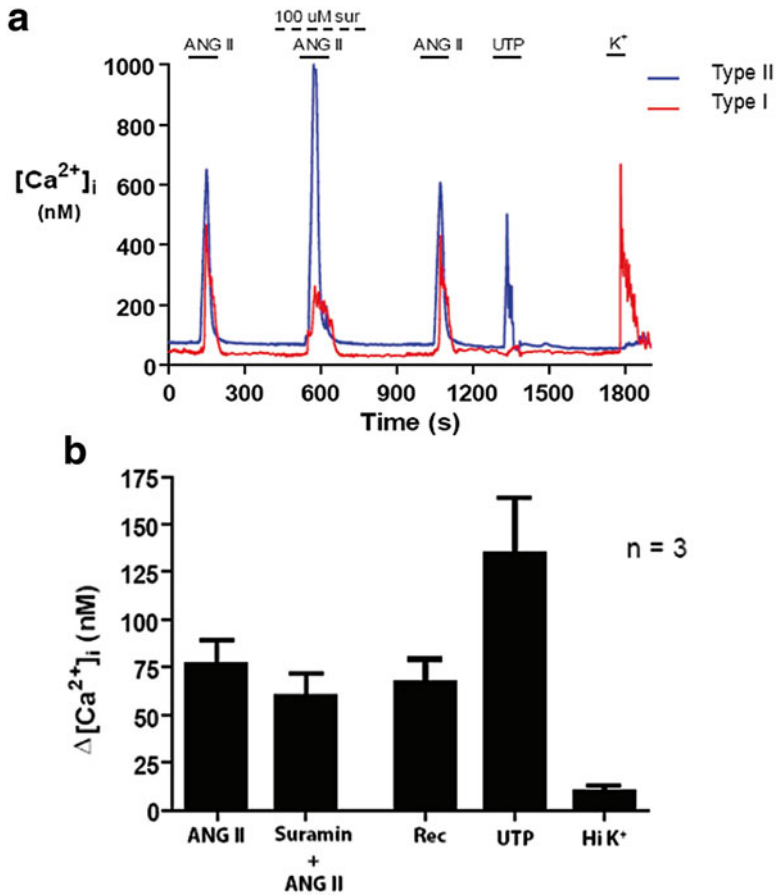 a
100 uM sur
ANG II ANG II ANG II UTP K⁺
1000
800
600
400
200
0
[Ca²⁺]i
(nM)
Type II
Type I
0 300 600 900 1200 1500 1800
Time (s)
b
175
150
125
100
75
50
25
0
Δ[Ca²⁺]i (nM)
n = 3
ANG II Suramin Rec UTP Hi K⁺
+
ANG II